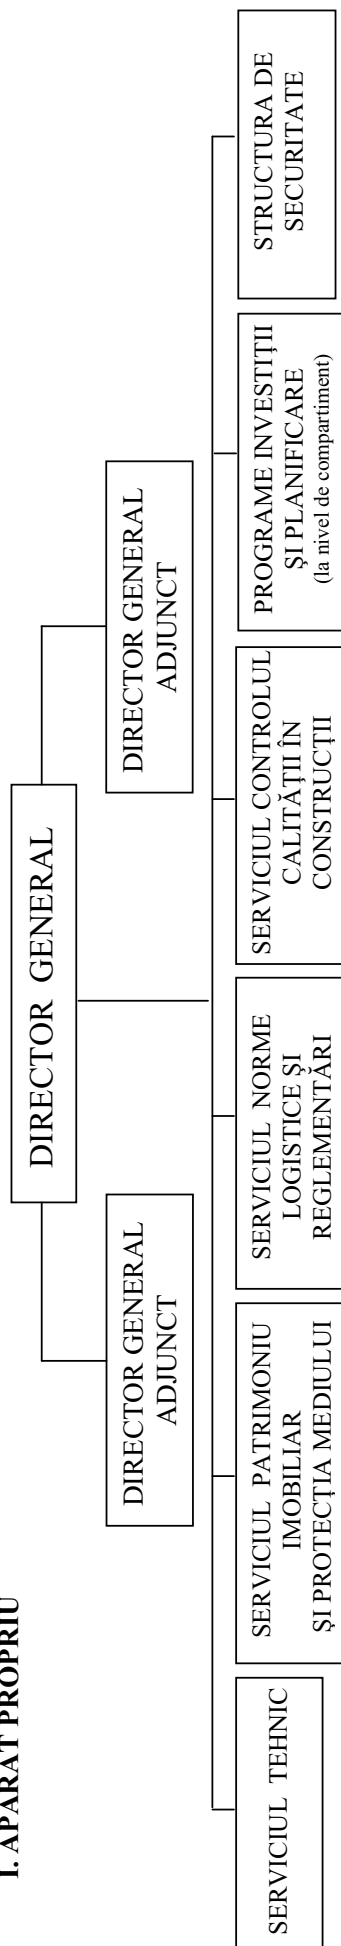 I. APARAT PROPRIU
DIRECTOR GENERAL
DIRECTOR GENERAL
ADJUNCT
DIRECTOR GENERAL
ADJUNCT
SERVICIUL TEHNIC
SERVICIUL PATRIMONIU
IMOBILIAR
ŞI PROTECŢIA MEDIULUI
SERVICIUL NORME
LOGISTICE ŞI
REGLEMENTĂRI
SERVICIUL CONTROLUL
CALITĂŢII ÎN
CONSTRUCŢII
PROGRAME INVESTIŢII
ŞI PLANIFICARE
(la nivel de compartiment)
STRUCTURA DE
SECURITATE